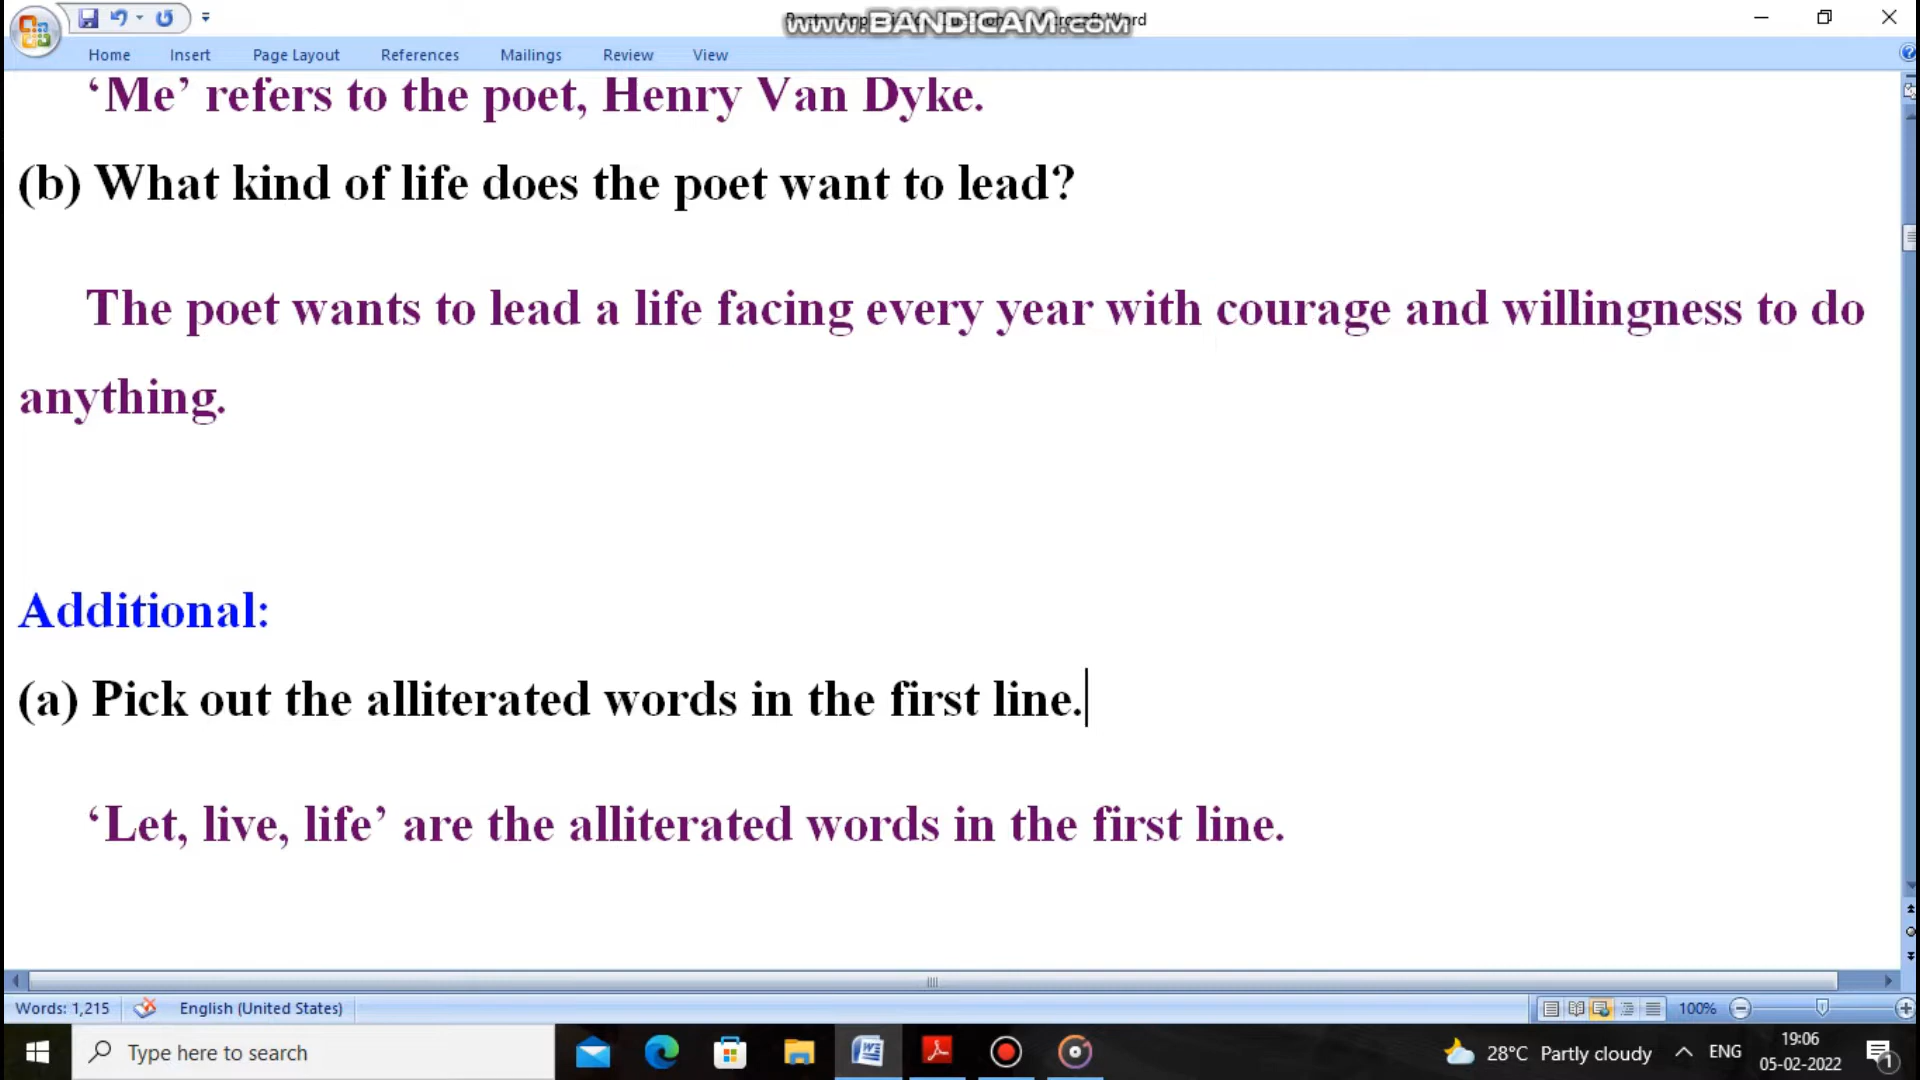 www.BANDICAM.com
Microsoft Word
Home Insert Page Layout References Mailings Review View
‘Me’ refers to the poet, Henry Van Dyke.
(b) What kind of life does the poet want to lead?
The poet wants to lead a life facing every year with courage and willingness to do
anything.
Additional:
(a) Pick out the alliterated words in the first line.
‘Let, live, life’ are the alliterated words in the first line.
Words: 1,215 English (United States) 100%
Type here to search 28°C Partly cloudy ENG 19:06
05-02-2022 1